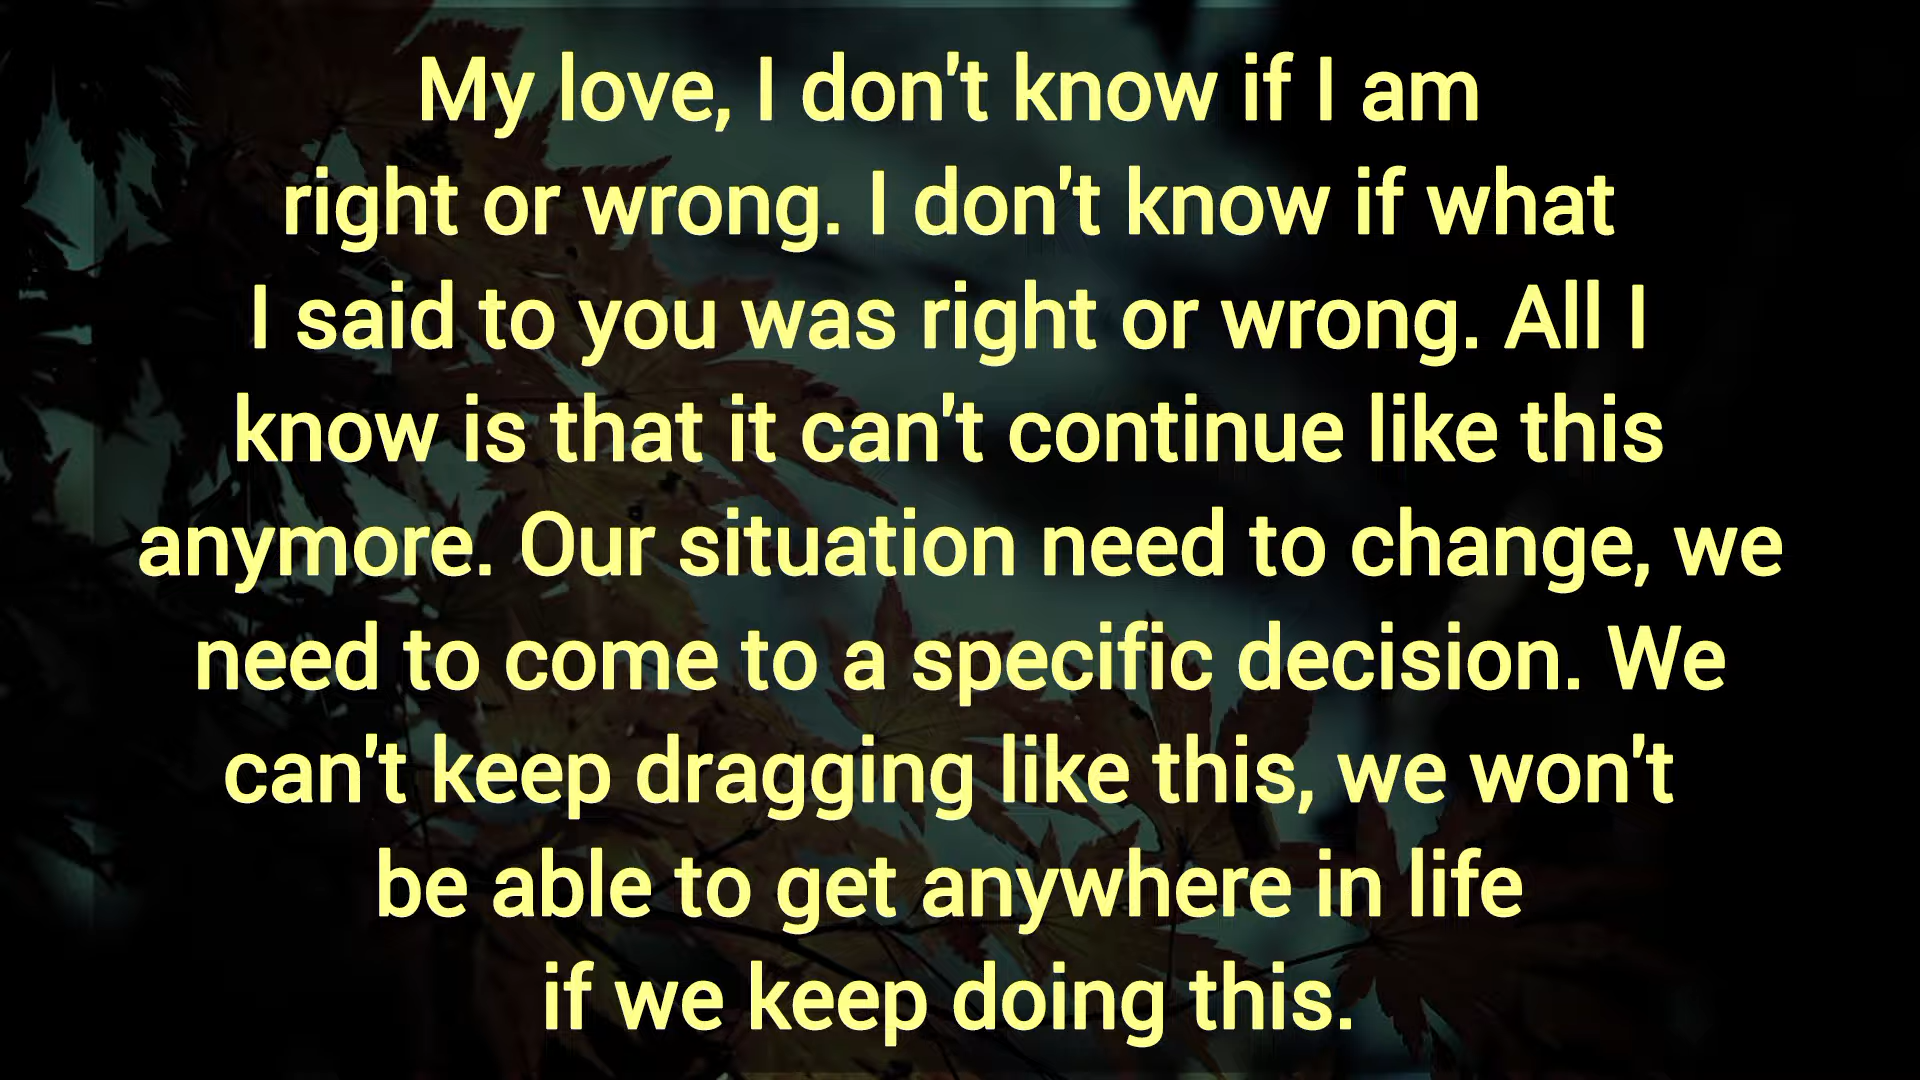 My love, I don't know if I am
right or wrong. I don't know if what
I said to you was right or wrong. All I
know is that it can't continue like this
anymore. Our situation need to change, we
need to come to a specific decision. We
can't keep dragging like this, we won't
be able to get anywhere in life
if we keep doing this.